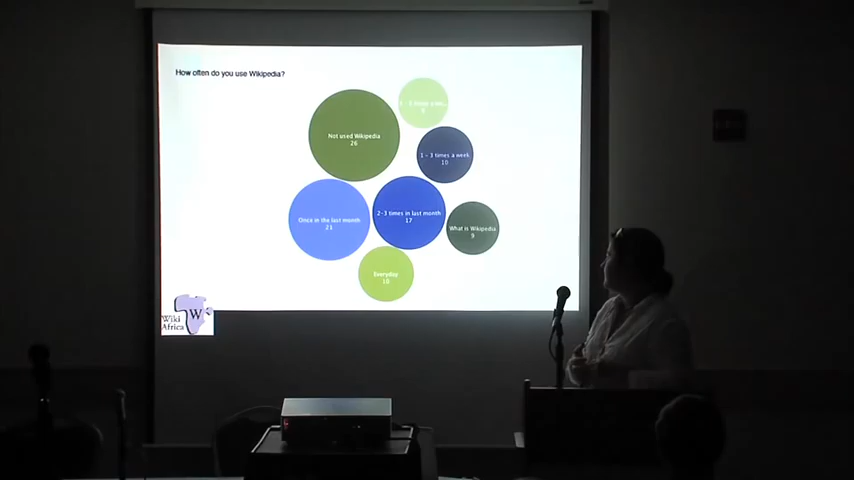 How often do you use Wikipedia?
Not used Wikipedia
26
1 - 3 times a week
10
Once in the last month
21
2-3 times in last month
17
What is Wikipedia
9
Everyday
10
Wiki
Africa
W